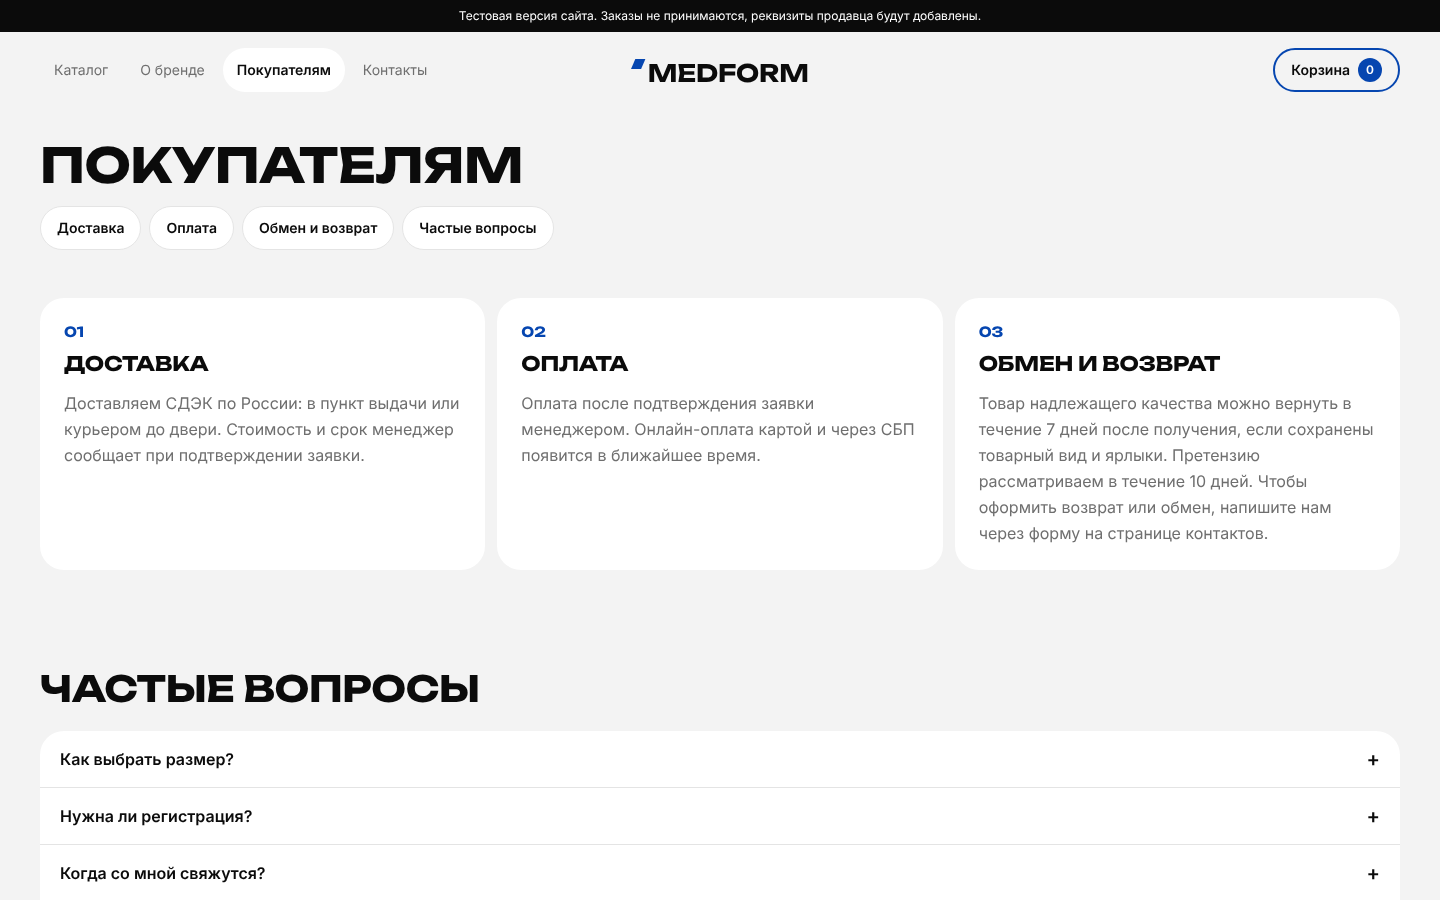 Тестовая версия сайта. Заказы не принимаются, реквизиты продавца будут добавлены.
Каталог
О бренде
Покупателям
Контакты
MEDFORM
Корзина 0
ПОКУПАТЕЛЯМ
Доставка
Оплата
Обмен и возврат
Частые вопросы
01
ДОСТАВКА
Доставляем СДЭК по России: в пункт выдачи или
курьером до двери. Стоимость и срок менеджер
сообщает при подтверждении заявки.
02
ОПЛАТА
Оплата после подтверждения заявки
менеджером. Онлайн-оплата картой и через СБП
появится в ближайшее время.
03
ОБМЕН И ВОЗВРАТ
Товар надлежащего качества можно вернуть в
течение 7 дней после получения, если сохранены
товарный вид и ярлыки. Претензию
рассматриваем в течение 10 дней. Чтобы
оформить возврат или обмен, напишите нам
через форму на странице контактов.
ЧАСТЫЕ ВОПРОСЫ
Как выбрать размер? +
Нужна ли регистрация? +
Когда со мной свяжутся? +